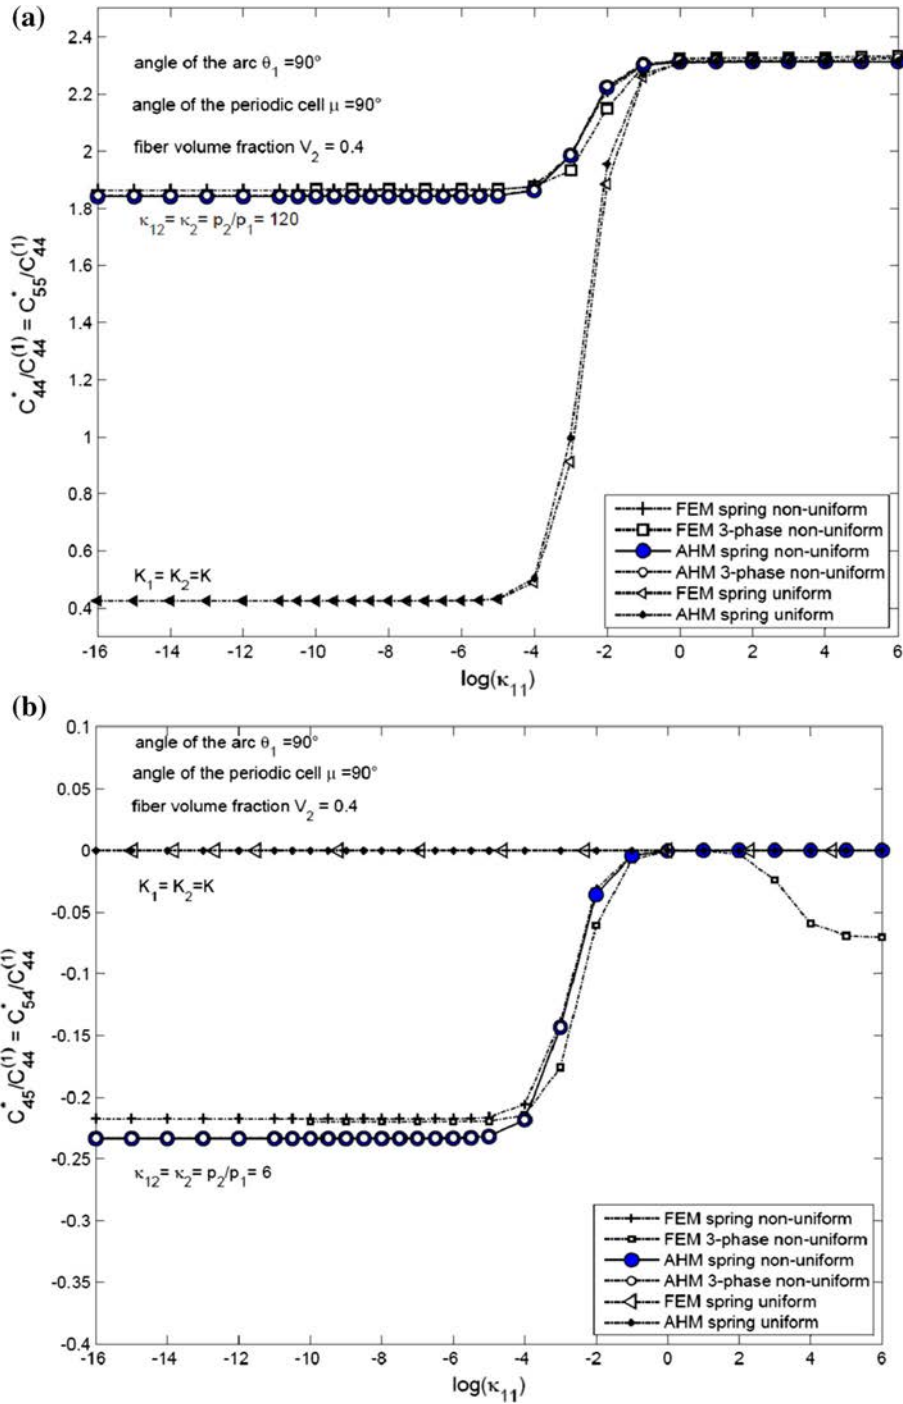 (a)
2.4
2.2
2
1.8
1.6
1.4
1.2
1
0.8
0.6
0.4
C*44/C(1)44 = C*55/C(1)44
angle of the arc θ1 =90°
angle of the periodic cell μ =90°
fiber volume fraction V2 = 0.4
κ12= κ2= p2/p1= 120
K1= K2=K
FEM spring non-uniform
FEM 3-phase non-uniform
AHM spring non-uniform
AHM 3-phase non-uniform
FEM spring uniform
AHM spring uniform
-16 -14 -12 -10 -8 -6 -4 -2 0 2 4 6
log(κ11)
(b)
0.1
0.05
0
-0.05
-0.1
-0.15
-0.2
-0.25
-0.3
-0.35
-0.4
C*45/C(1)44 = C*54/C(1)44
angle of the arc θ1 =90°
angle of the periodic cell μ =90°
fiber volume fraction V2 = 0.4
K1= K2=K
κ12= κ2= p2/p1= 6
FEM spring non-uniform
FEM 3-phase non-uniform
AHM spring non-uniform
AHM 3-phase non-uniform
FEM spring uniform
AHM spring uniform
-16 -14 -12 -10 -8 -6 -4 -2 0 2 4 6
log(κ11)